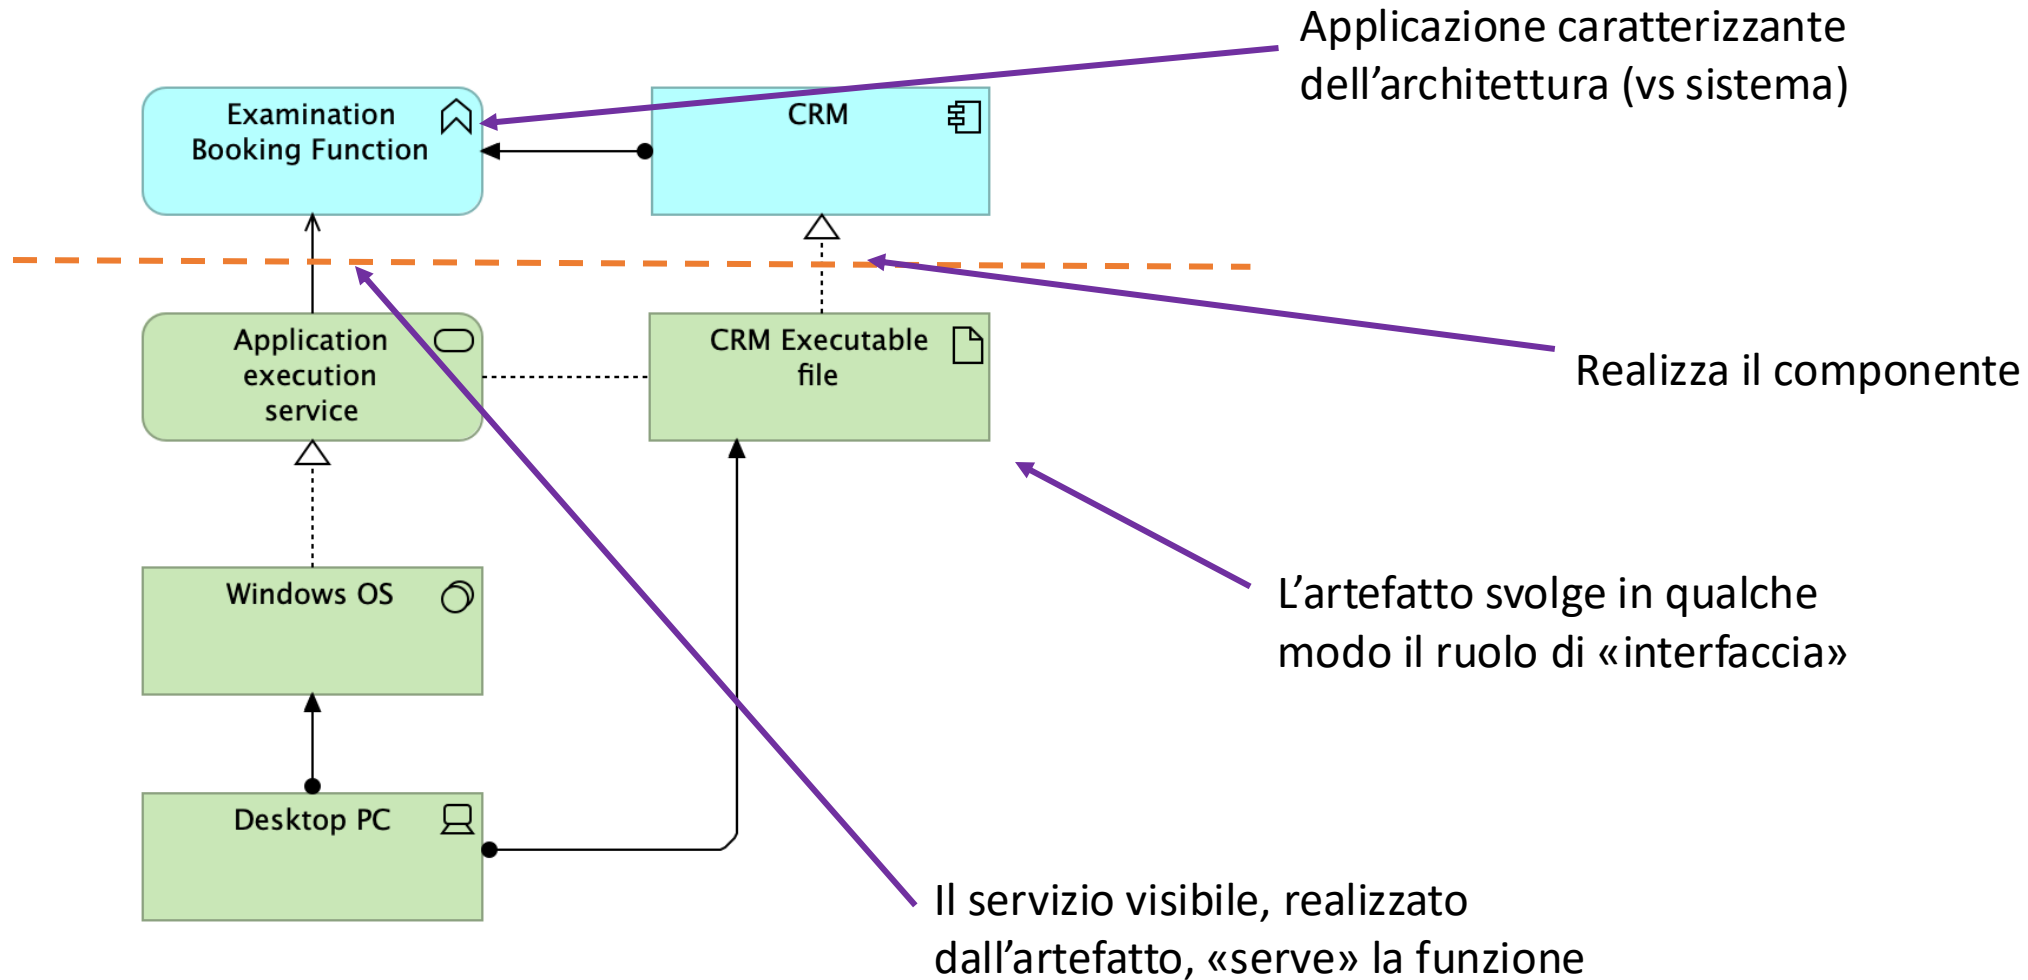 Applicazione caratterizzante
dell’architettura (vs sistema)
Examination
Booking Function
CRM
Application
execution
service
CRM Executable
file
Realizza il componente
Windows OS
L’artefatto svolge in qualche
modo il ruolo di «interfaccia»
Desktop PC
Il servizio visibile, realizzato
dall’artefatto, «serve» la funzione